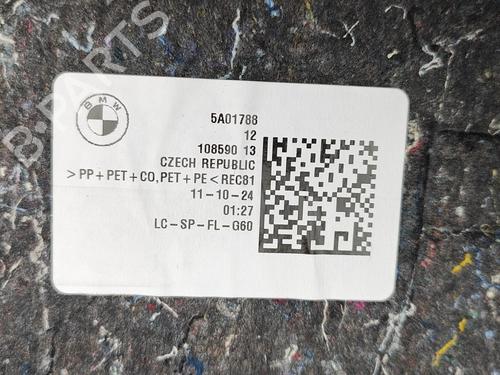 B-PARTS
BMW
5A01788
12
108590 13
CZECH REPUBLIC
>PP+PET+CO,PET+PE<REC81
11-10-24
01:27
LC-SP-FL-G60